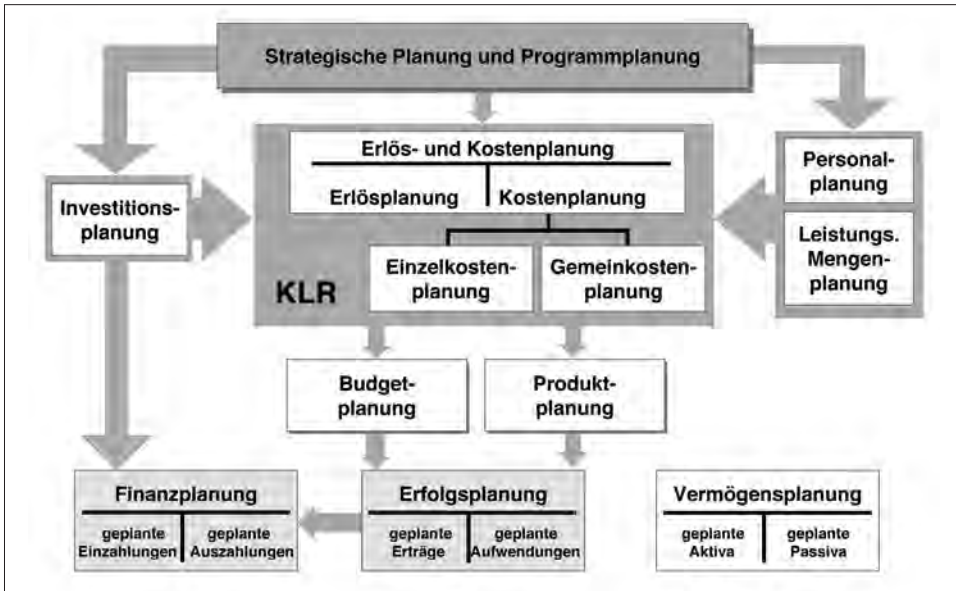 Strategische Planung und Programmplanung
Erlös- und Kostenplanung
Erlösplanung
Kostenplanung
Personal-
planung
Investitions-
planung
Leistungs.
Mengen-
planung
KLR
Einzelkosten-
planung
Gemeinkosten-
planung
Budget-
planung
Produkt-
planung
Finanzplanung
geplante
Einzahlungen
geplante
Auszahlungen
Erfolgsplanung
geplante
Erträge
geplante
Aufwendungen
Vermögensplanung
geplante
Aktiva
geplante
Passiva